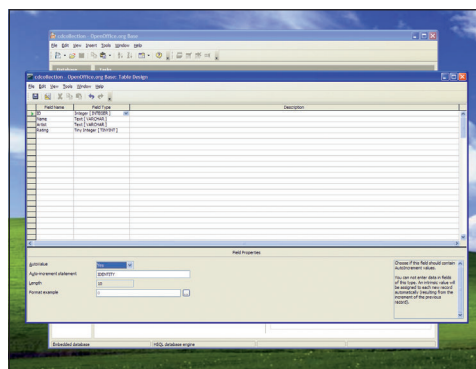 cdcollection - OpenOffice.org Base
File Edit View Insert Tools Window Help
Database Tasks
cdcollection - OpenOffice.org Base: Table Design
File Edit View Tools Window Help
Field Name Field Type Description
ID Integer [ INTEGER ]
Name Text [ VARCHAR ]
Artist Text [ VARCHAR ]
Rating Tiny Integer [ TINYINT ]
Field Properties
AutoValue Yes
Auto-increment statement IDENTITY
Length 10
Format example 0
Choose if this field should contain
AutoIncrement values.
You can not enter data in fields
of this type. An intrinsic value will
be assigned to each new record
automatically (resulting from the
increment of the previous
record).
Embedded database HSQL database engine